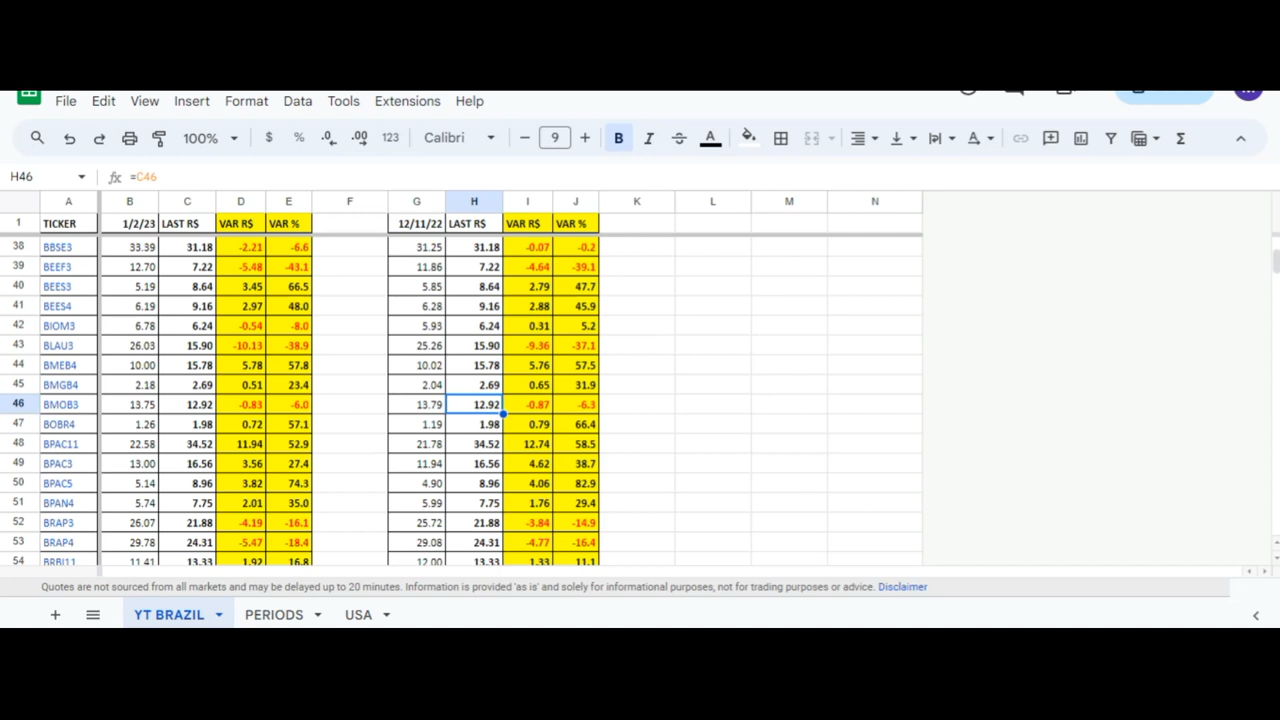 File Edit View Insert Format Data Tools Extensions Help
100% $ % .0 .00 123 Calibri − 9 + B I A Σ
H46 fx =C46
A B C D E F G H I J K L M N
1 TICKER 1/2/23 LAST R$ VAR R$ VAR % 12/11/22 LAST R$ VAR R$ VAR %
38 BBSE3 33.39 31.18 -2.21 -6.6 31.25 31.18 -0.07 -0.2
39 BEEF3 12.70 7.22 -5.48 -43.1 11.86 7.22 -4.64 -39.1
40 BEES3 5.19 8.64 3.45 66.5 5.85 8.64 2.79 47.7
41 BEES4 6.19 9.16 2.97 48.0 6.28 9.16 2.88 45.9
42 BIOM3 6.78 6.24 -0.54 -8.0 5.93 6.24 0.31 5.2
43 BLAU3 26.03 15.90 -10.13 -38.9 25.26 15.90 -9.36 -37.1
44 BMEB4 10.00 15.78 5.78 57.8 10.02 15.78 5.76 57.5
45 BMGB4 2.18 2.69 0.51 23.4 2.04 2.69 0.65 31.9
46 BMOB3 13.75 12.92 -0.83 -6.0 13.79 12.92 -0.87 -6.3
47 BOBR4 1.26 1.98 0.72 57.1 1.19 1.98 0.79 66.4
48 BPAC11 22.58 34.52 11.94 52.9 21.78 34.52 12.74 58.5
49 BPAC3 13.00 16.56 3.56 27.4 11.94 16.56 4.62 38.7
50 BPAC5 5.14 8.96 3.82 74.3 4.90 8.96 4.06 82.9
51 BPAN4 5.74 7.75 2.01 35.0 5.99 7.75 1.76 29.4
52 BRAP3 26.07 21.88 -4.19 -16.1 25.72 21.88 -3.84 -14.9
53 BRAP4 29.78 24.31 -5.47 -18.4 29.08 24.31 -4.77 -16.4
54 BRBI11 11.41 13.33 1.92 16.8 12.00 13.33 1.33 11.1
Quotes are not sourced from all markets and may be delayed up to 20 minutes. Information is provided 'as is' and solely for informational purposes, not for trading purposes or advice. Disclaimer
+ YT BRAZIL PERIODS USA